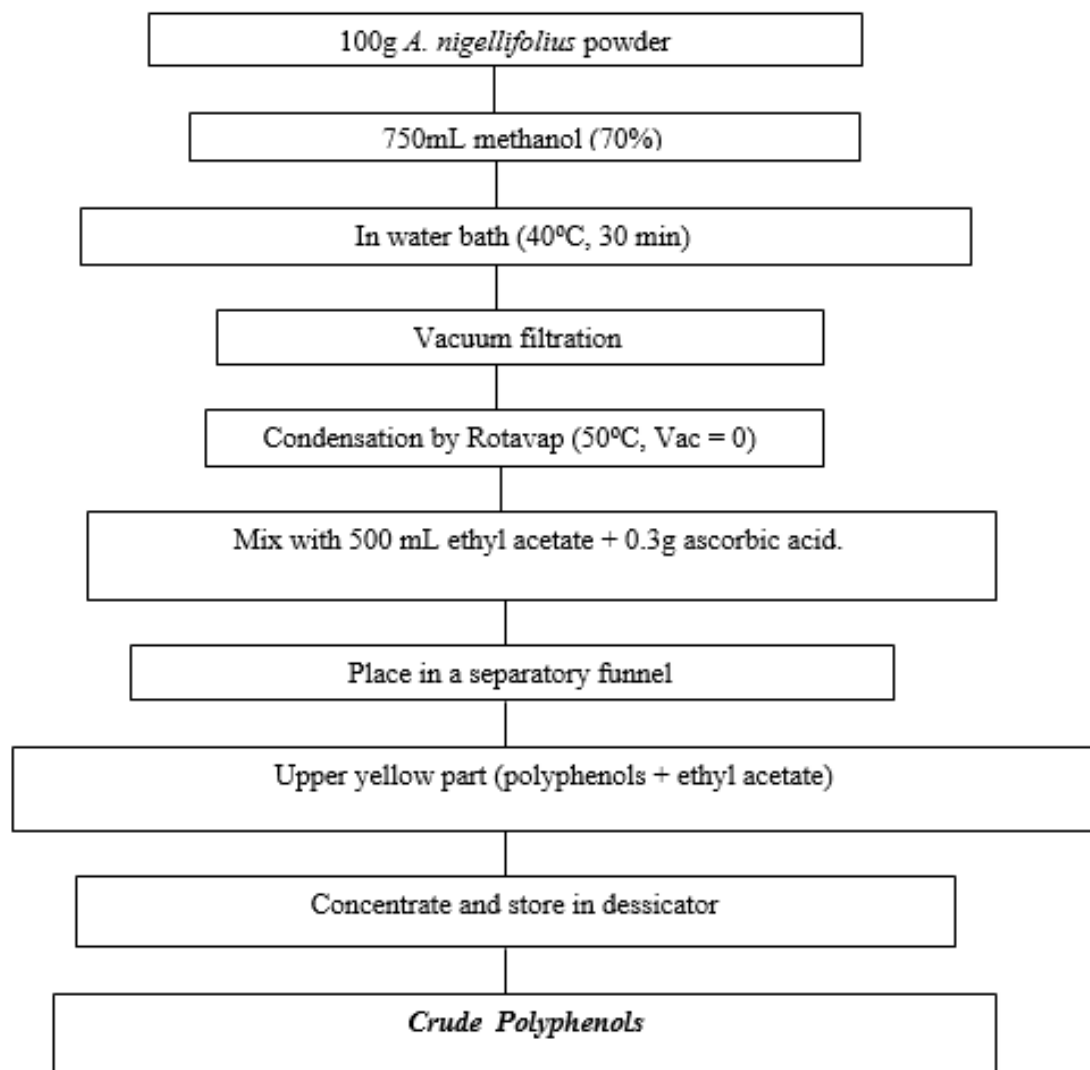 100g A. nigellifolius powder
750mL methanol (70%)
In water bath (40⁰C, 30 min)
Vacuum filtration
Condensation by Rotavap (50⁰C, Vac = 0)
Mix with 500 mL ethyl acetate + 0.3g ascorbic acid.
Place in a separatory funnel
Upper yellow part (polyphenols + ethyl acetate)
Concentrate and store in dessicator
Crude Polyphenols